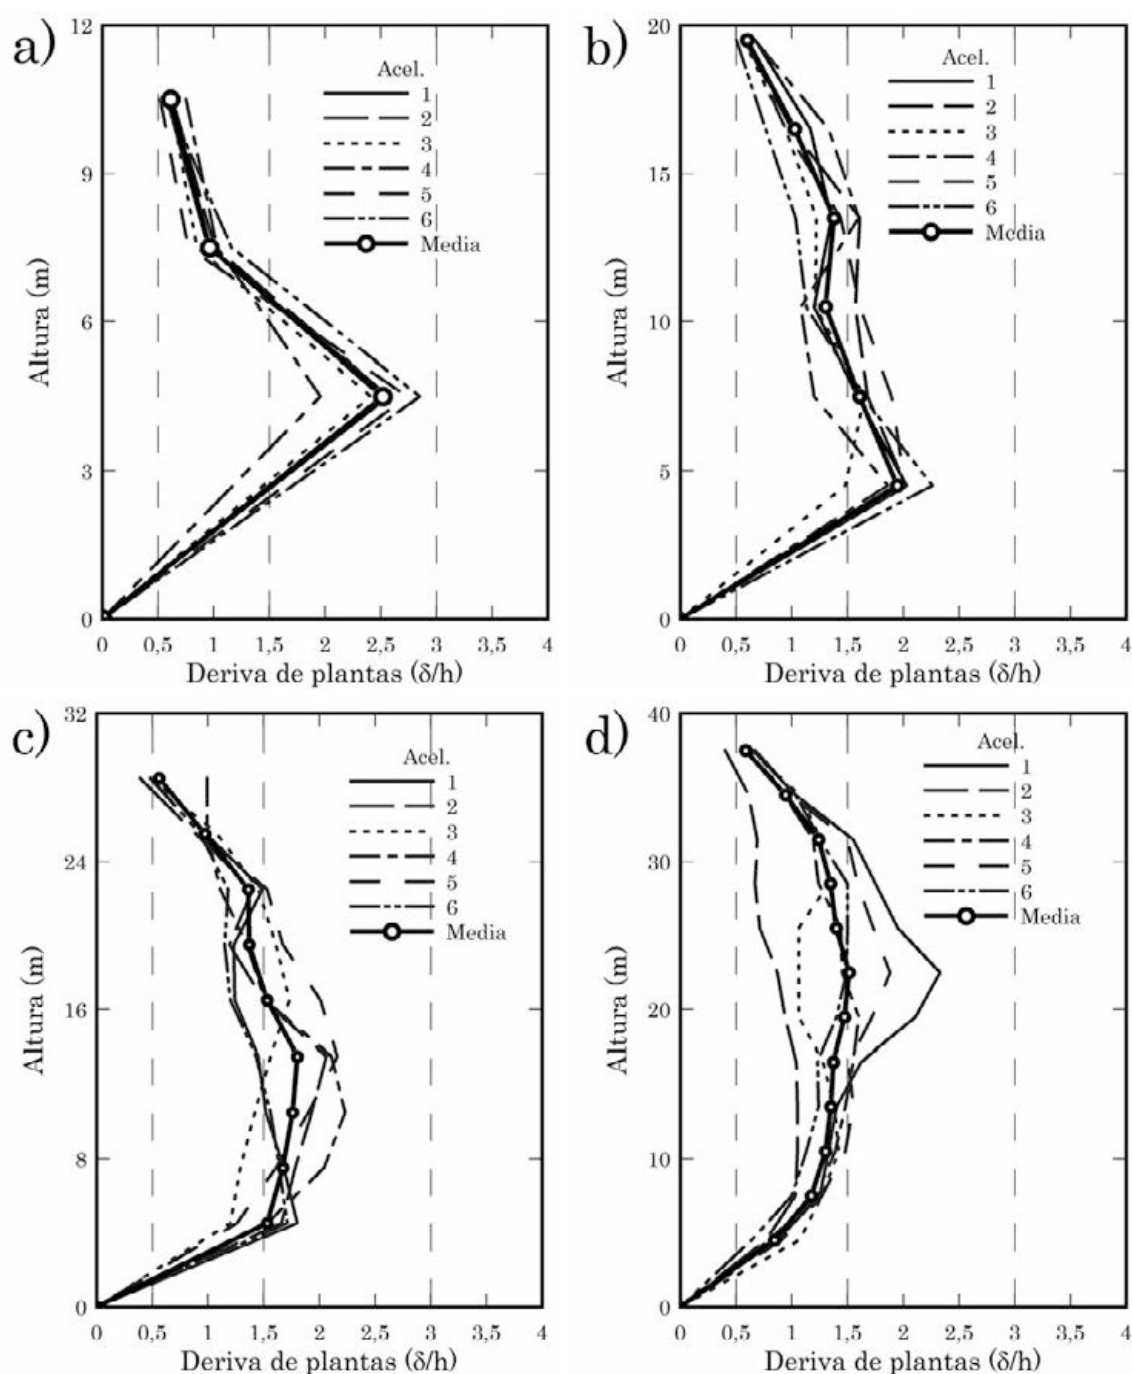 a)
12
9
6
3
0
Altura (m)
Acel.
1
2
3
4
5
6
Media
0 0,5 1 1,5 2 2,5 3 3,5 4
Deriva de plantas (δ/h)
b)
20
15
10
5
0
Altura (m)
Acel.
1
2
3
4
5
6
Media
0 0,5 1 1,5 2 2,5 3 3,5 4
Deriva de plantas (δ/h)
c)
32
24
16
8
0
Altura (m)
Acel.
1
2
3
4
5
6
Media
0 0,5 1 1,5 2 2,5 3 3,5 4
Deriva de plantas (δ/h)
d)
40
30
20
10
0
Altura (m)
Acel.
1
2
3
4
5
6
Media
0 0,5 1 1,5 2 2,5 3 3,5 4
Deriva de plantas (δ/h)